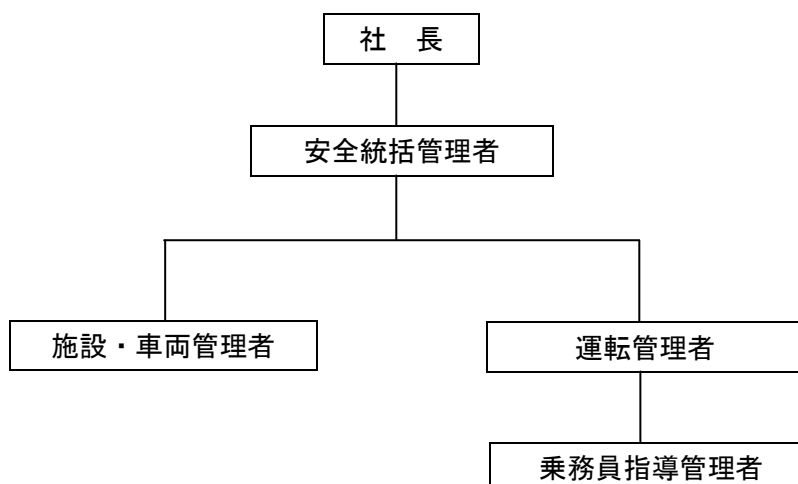 社　長
安全統括管理者
施設・車両管理者
運転管理者
乗務員指導管理者